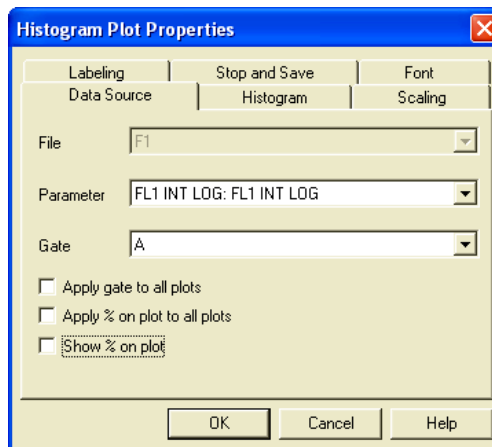 Histogram Plot Properties
Labeling Stop and Save Font
Data Source Histogram Scaling
File F1
Parameter FL1 INT LOG: FL1 INT LOG
Gate A
Apply gate to all plots
Apply % on plot to all plots
Show % on plot
OK Cancel Help